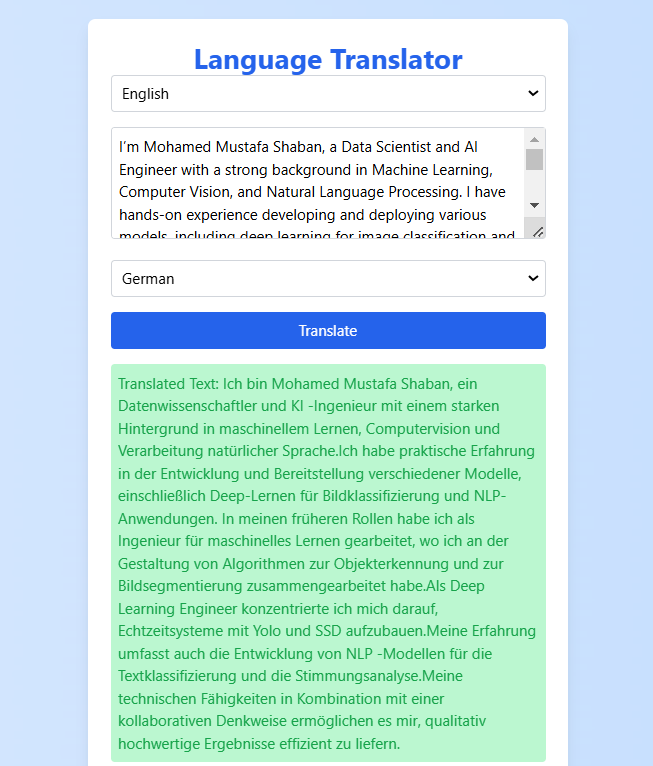 Language Translator
English
I'm Mohamed Mustafa Shaban, a Data Scientist and AI
Engineer with a strong background in Machine Learning,
Computer Vision, and Natural Language Processing. I have
hands-on experience developing and deploying various
models, including deep learning for image classification and
German
Translate
Translated Text: Ich bin Mohamed Mustafa Shaban, ein
Datenwissenschaftler und KI -Ingenieur mit einem starken
Hintergrund in maschinellem Lernen, Computervision und
Verarbeitung natürlicher Sprache.Ich habe praktische Erfahrung
in der Entwicklung und Bereitstellung verschiedener Modelle,
einschließlich Deep-Lernen für Bildklassifizierung und NLP-
Anwendungen. In meinen früheren Rollen habe ich als
Ingenieur für maschinelles Lernen gearbeitet, wo ich an der
Gestaltung von Algorithmen zur Objekterkennung und zur
Bildsegmentierung zusammengearbeitet habe.Als Deep
Learning Engineer konzentrierte ich mich darauf,
Echtzeitsysteme mit Yolo und SSD aufzubauen.Meine Erfahrung
umfasst auch die Entwicklung von NLP -Modellen für die
Textklassifizierung und die Stimmungsanalyse.Meine
technischen Fähigkeiten in Kombination mit einer
kollaborativen Denkweise ermöglichen es mir, qualitativ
hochwertige Ergebnisse effizient zu liefern.